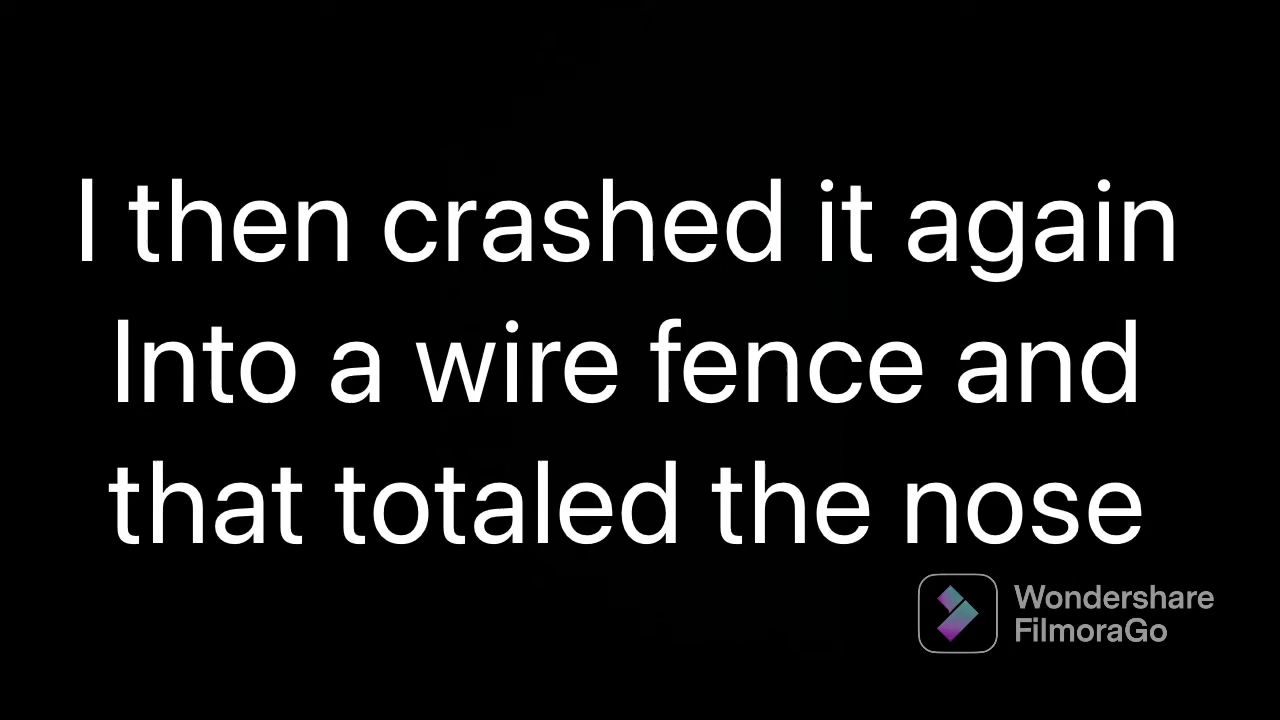 I then crashed it again
Into a wire fence and
that totaled the nose
Wondershare
FilmoraGo